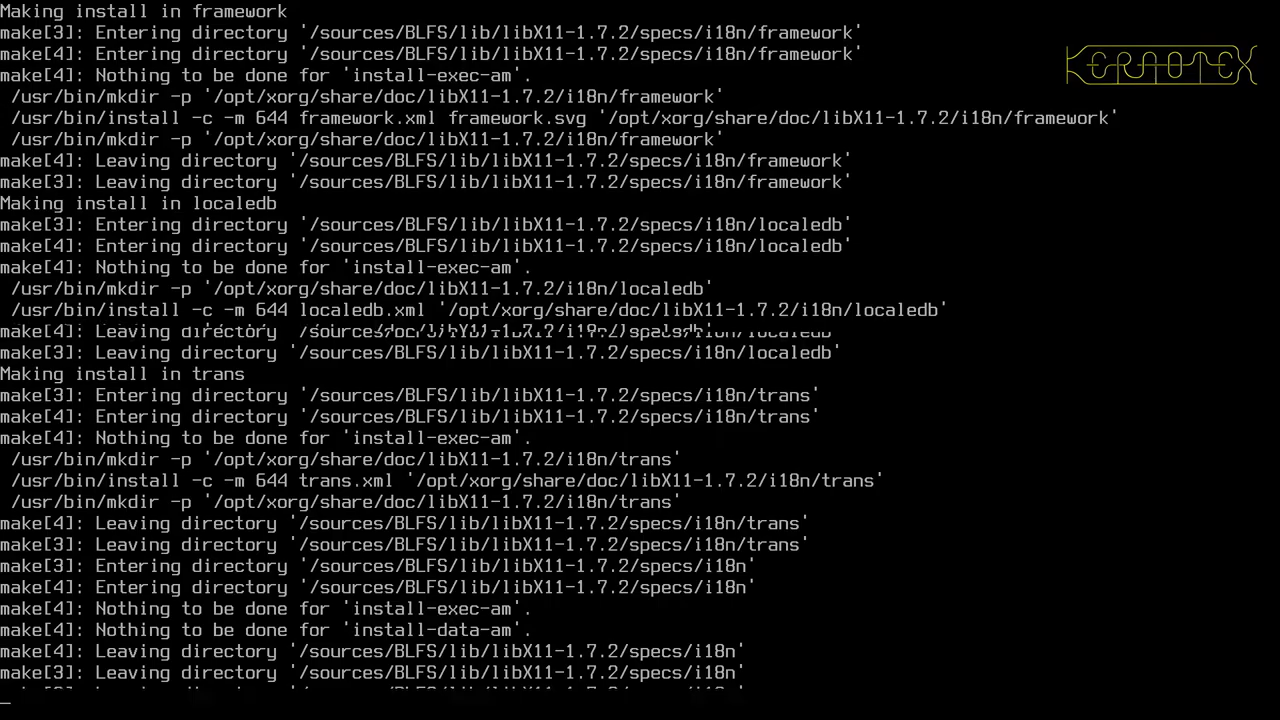 Making install in framework
make[3]: Entering directory '/sources/BLFS/lib/libX11-1.7.2/specs/i18n/framework'
make[4]: Entering directory '/sources/BLFS/lib/libX11-1.7.2/specs/i18n/framework'
KERNOTEX
make[4]: Nothing to be done for 'install-exec-am'.
/usr/bin/mkdir -p '/opt/xorg/share/doc/libX11-1.7.2/i18n/framework'
/usr/bin/install -c -m 644 framework.xml framework.svg '/opt/xorg/share/doc/libX11-1.7.2/i18n/framework'
/usr/bin/mkdir -p '/opt/xorg/share/doc/libX11-1.7.2/i18n/framework'
make[4]: Leaving directory '/sources/BLFS/lib/libX11-1.7.2/specs/i18n/framework'
make[3]: Leaving directory '/sources/BLFS/lib/libX11-1.7.2/specs/i18n/framework'
Making install in localedb
make[3]: Entering directory '/sources/BLFS/lib/libX11-1.7.2/specs/i18n/localedb'
make[4]: Entering directory '/sources/BLFS/lib/libX11-1.7.2/specs/i18n/localedb'
make[4]: Nothing to be done for 'install-exec-am'.
/usr/bin/mkdir -p '/opt/xorg/share/doc/libX11-1.7.2/i18n/localedb'
/usr/bin/install -c -m 644 localedb.xml '/opt/xorg/share/doc/libX11-1.7.2/i18n/localedb'
make[4]: Leaving directory
make[3]: Leaving directory '/sources/BLFS/lib/libX11-1.7.2/specs/i18n/localedb'
Making install in trans
make[3]: Entering directory '/sources/BLFS/lib/libX11-1.7.2/specs/i18n/trans'
make[4]: Entering directory '/sources/BLFS/lib/libX11-1.7.2/specs/i18n/trans'
make[4]: Nothing to be done for 'install-exec-am'.
/usr/bin/mkdir -p '/opt/xorg/share/doc/libX11-1.7.2/i18n/trans'
/usr/bin/install -c -m 644 trans.xml '/opt/xorg/share/doc/libX11-1.7.2/i18n/trans'
/usr/bin/mkdir -p '/opt/xorg/share/doc/libX11-1.7.2/i18n/trans'
make[4]: Leaving directory '/sources/BLFS/lib/libX11-1.7.2/specs/i18n/trans'
make[3]: Leaving directory '/sources/BLFS/lib/libX11-1.7.2/specs/i18n/trans'
make[3]: Entering directory '/sources/BLFS/lib/libX11-1.7.2/specs/i18n'
make[4]: Entering directory '/sources/BLFS/lib/libX11-1.7.2/specs/i18n'
make[4]: Nothing to be done for 'install-exec-am'.
make[4]: Nothing to be done for 'install-data-am'.
make[4]: Leaving directory '/sources/BLFS/lib/libX11-1.7.2/specs/i18n'
make[3]: Leaving directory '/sources/BLFS/lib/libX11-1.7.2/specs/i18n'